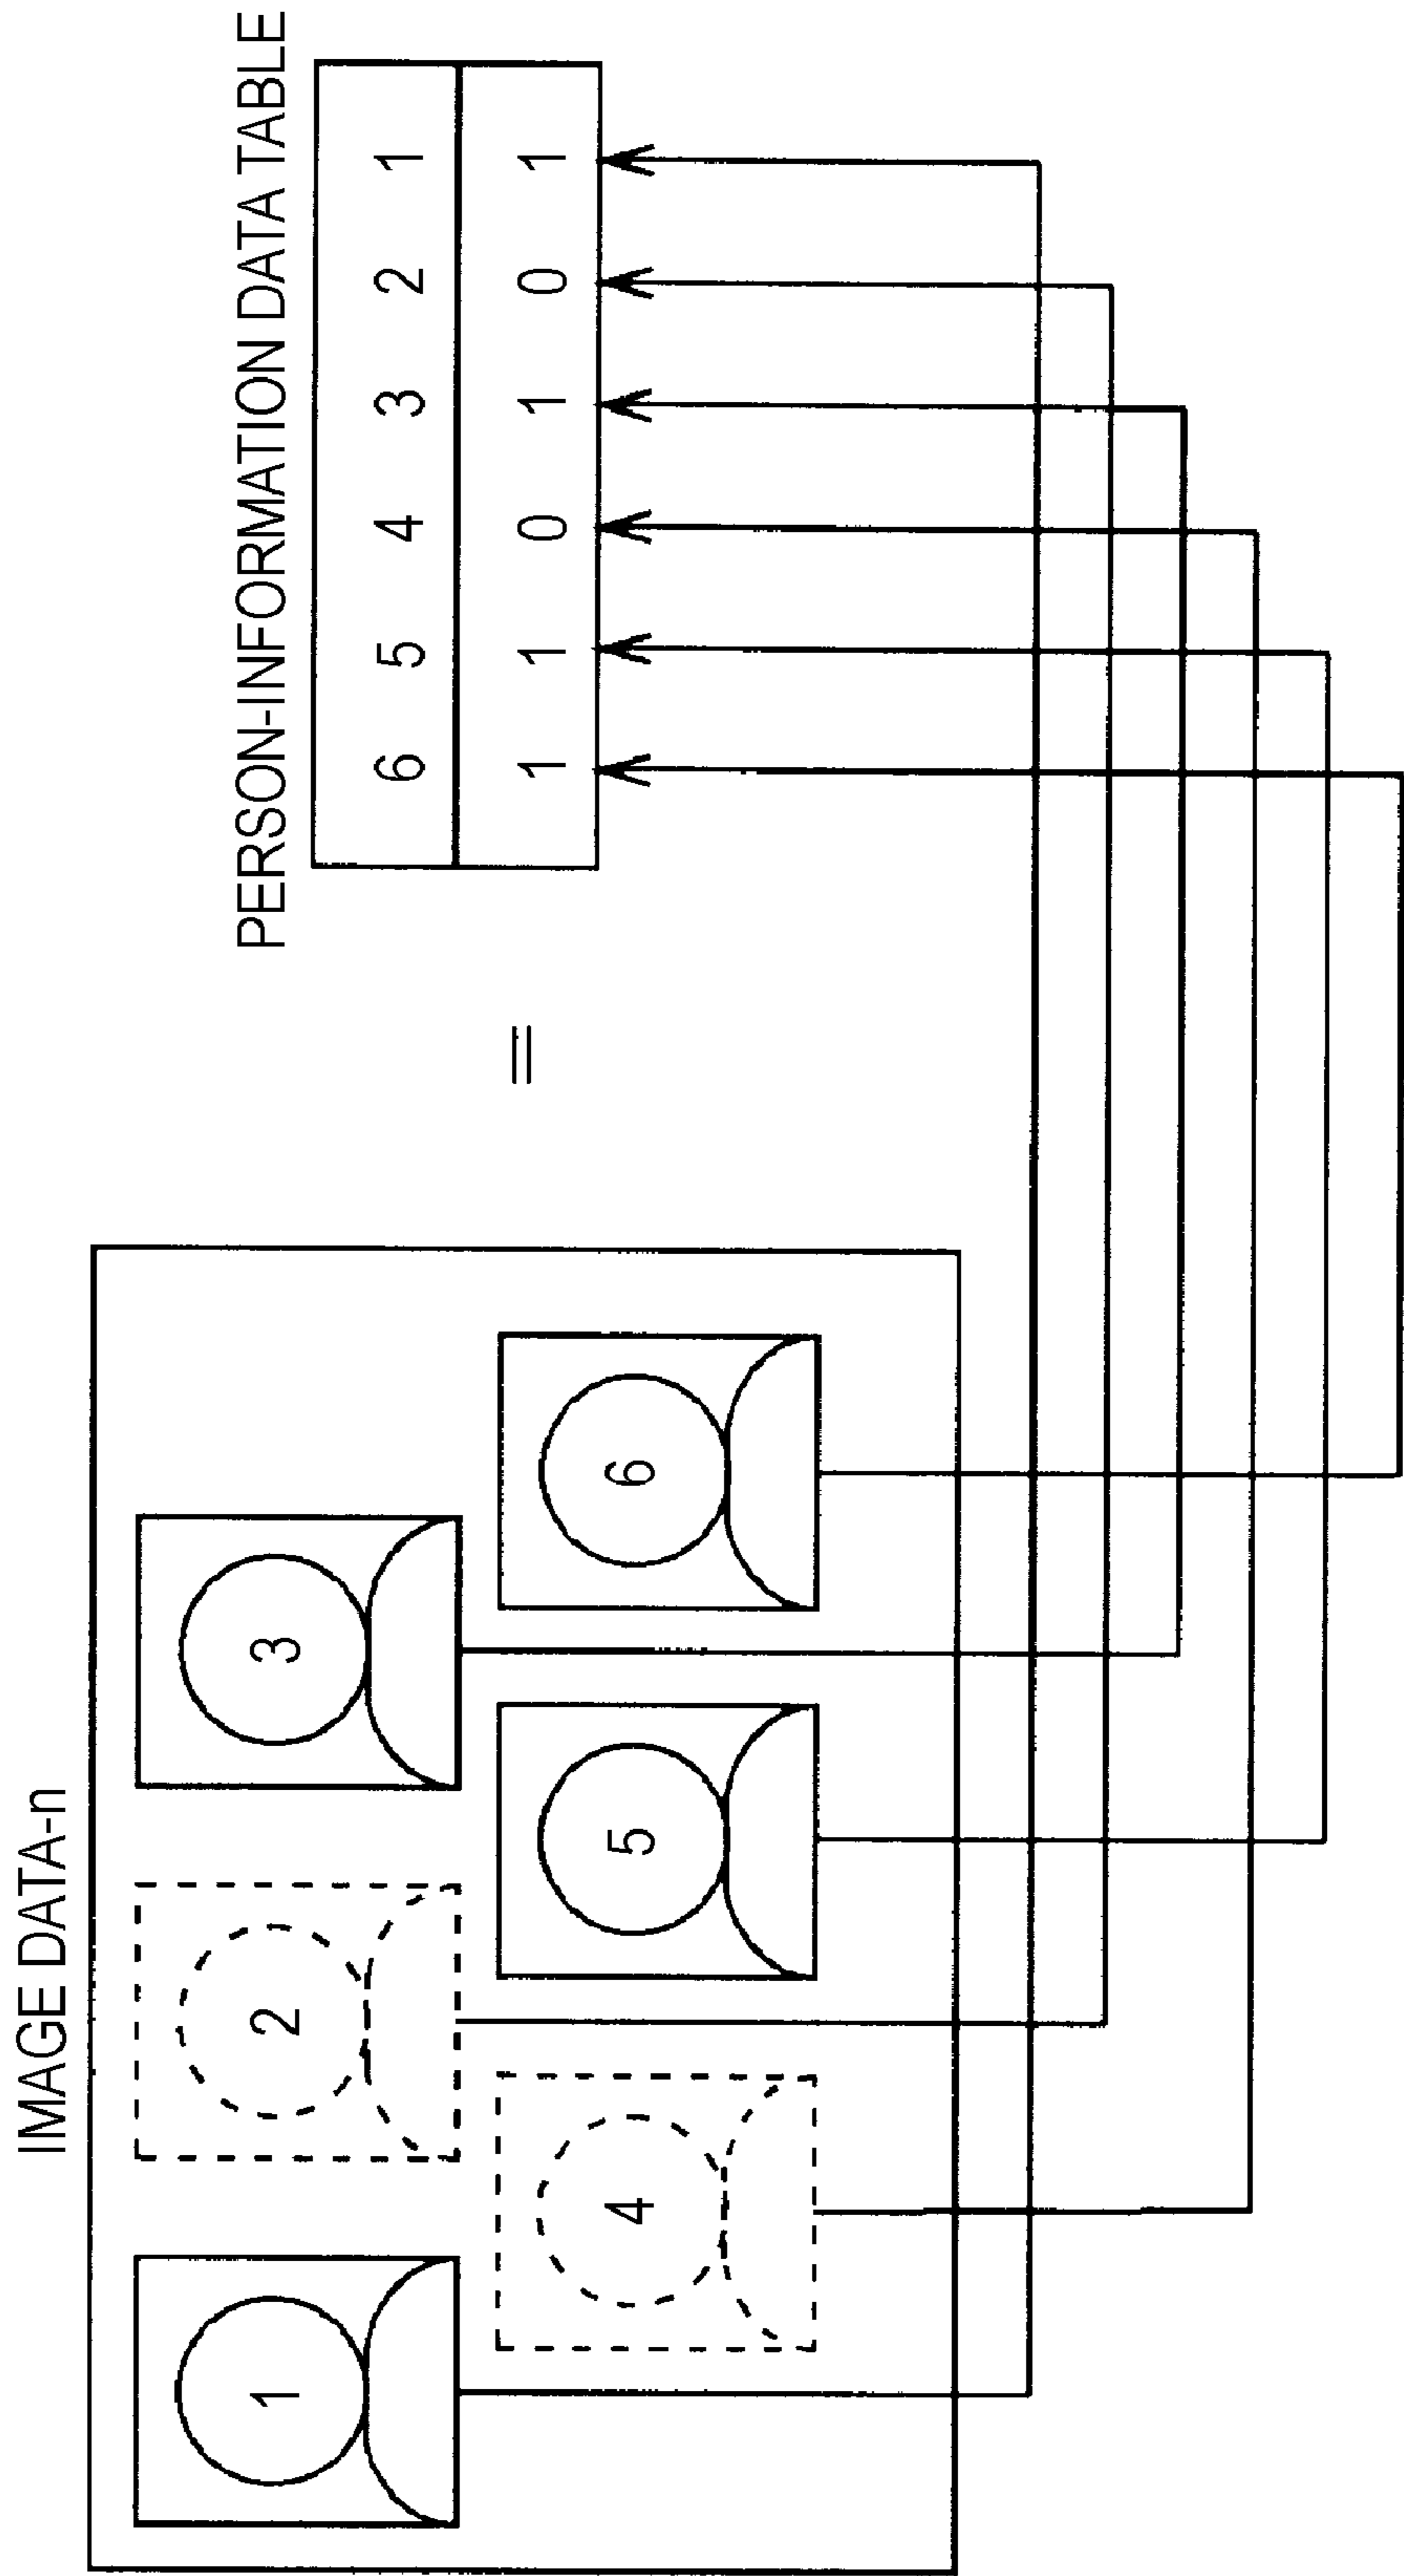 IMAGE DATA-n
1
2
3
4
5
6
=
PERSON-INFORMATION DATA TABLE
6 5 4 3 2 1
1 1 0 1 0 1